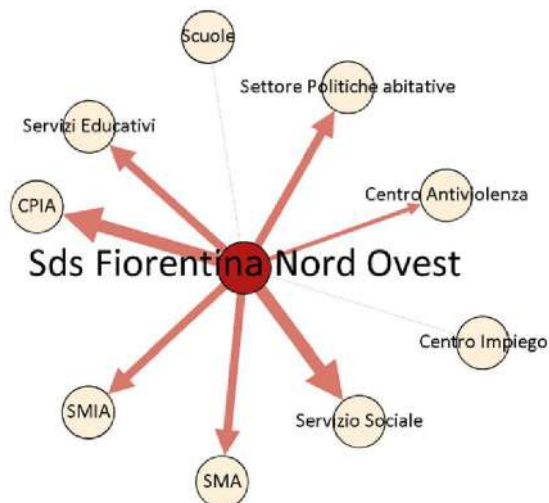 Scuole
Settore Politiche abitative
Servizi Educativi
Centro Antiviolenza
CPIA
Sds Fiorentina Nord Ovest
Centro Impiego
SMIA
Servizio Sociale
SMA